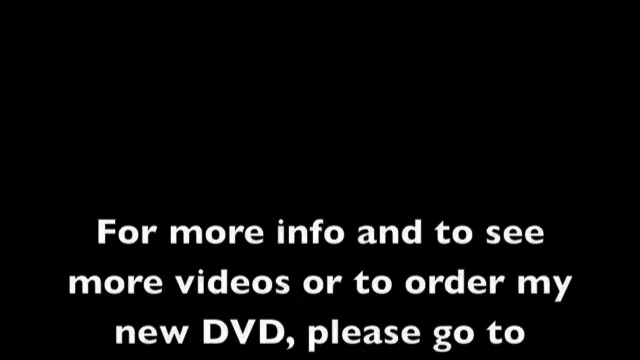 For more info and to see
more videos or to order my
new DVD, please go to